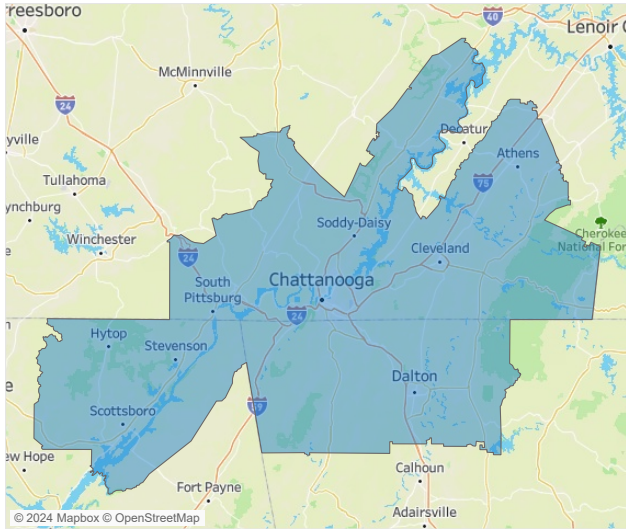 reesboro
40
Lenoir C
McMinnville
24
yville
Decatur
Athens
Tullahoma
75
ynchburg
Soddy-Daisy
Cherokee
National For
Winchester
Cleveland
e
24
South
Pittsburg
Chattanooga
24
n
Hytop
Stevenson
e
Dalton
59
Scottsboro
ew Hope
Calhoun
Fort Payne
Adairsville
© 2024 Mapbox © OpenStreetMap